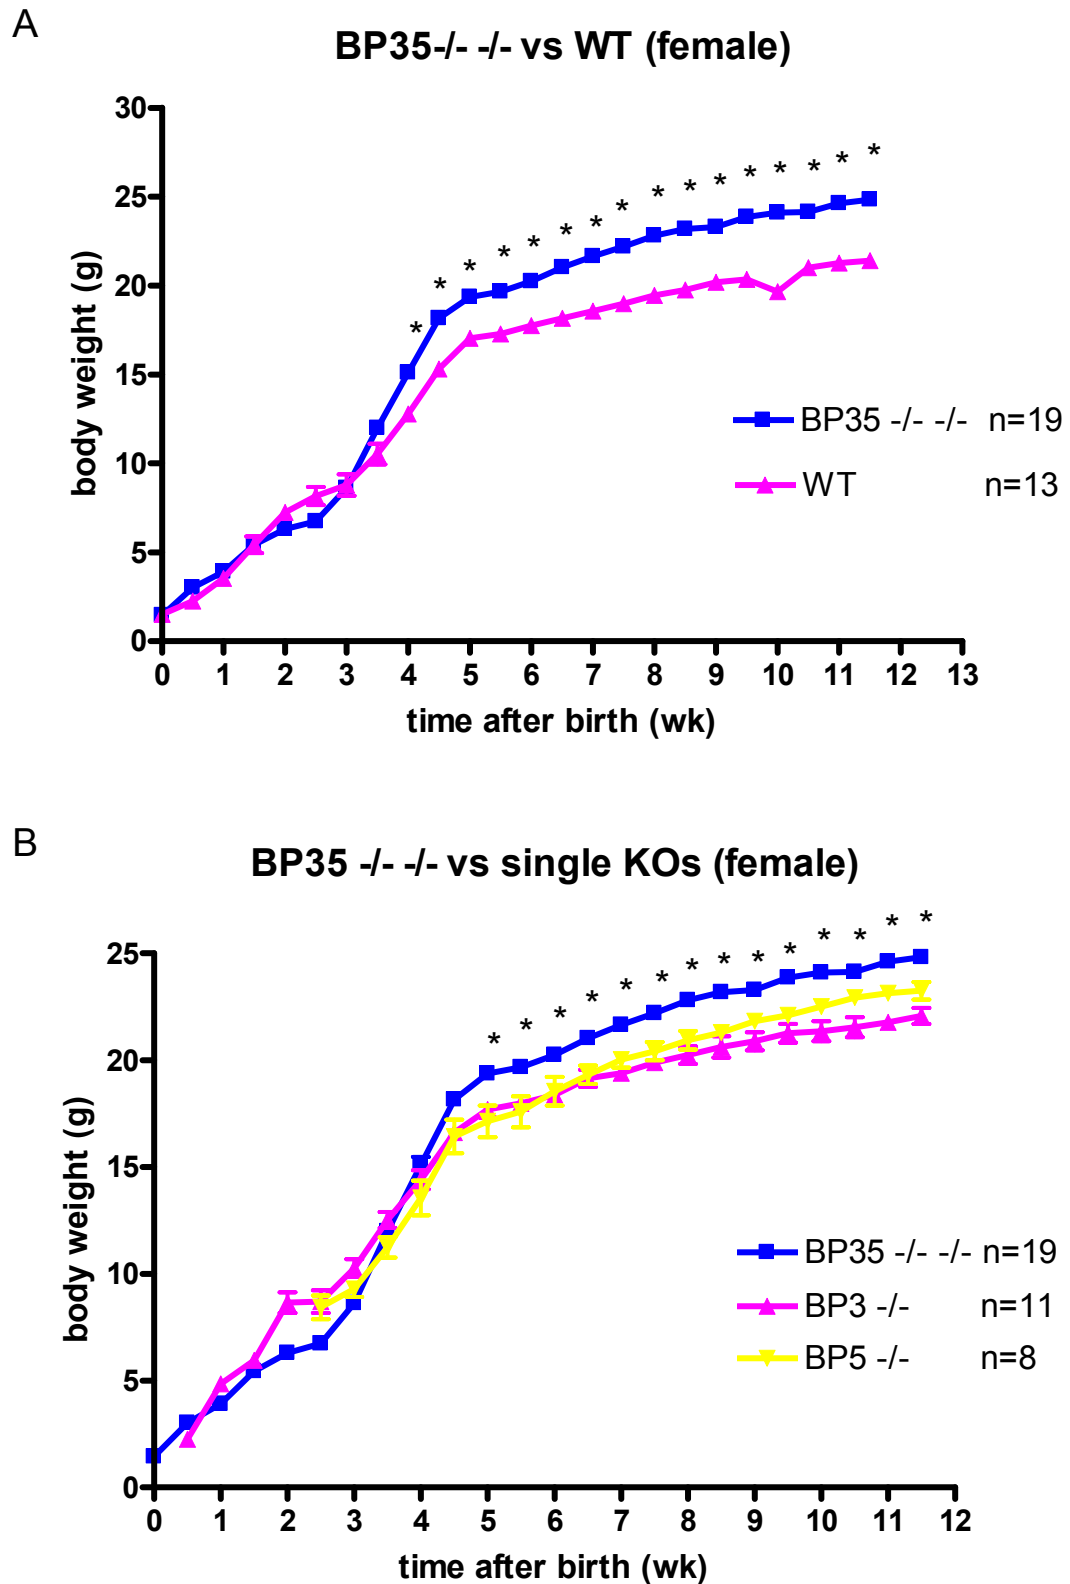 A
BP35-/- -/- vs WT (female)
30
25
20
15
10
5
0
body weight (g)
* * * * * * * * * * * * * * * *
BP35 -/- -/- n=19
WT n=13
0 1 2 3 4 5 6 7 8 9 10 11 12 13
time after birth (wk)
B
BP35 -/- -/- vs single KOs (female)
25
20
15
10
5
0
body weight (g)
* * * * * * * * * * * * * *
BP35 -/- -/- n=19
BP3 -/- n=11
BP5 -/- n=8
0 1 2 3 4 5 6 7 8 9 10 11 12
time after birth (wk)